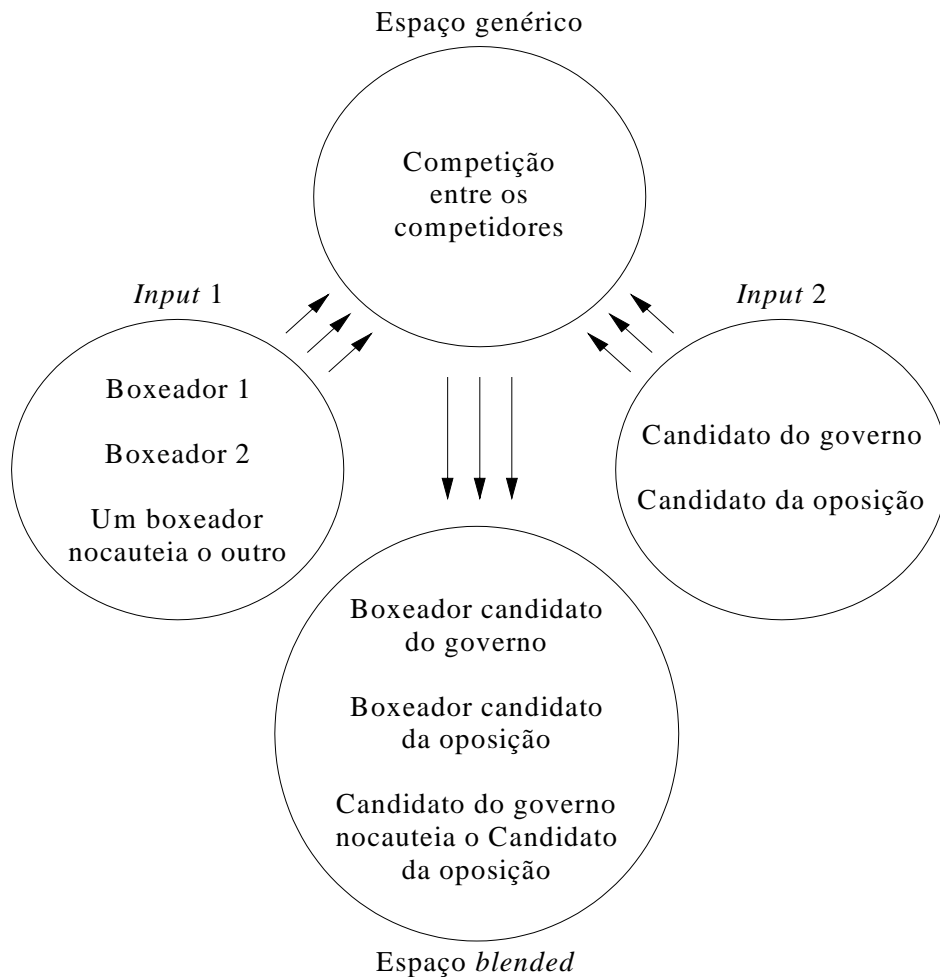 Espaço genérico
Competição
entre os
competidores
Input 1
Boxeador 1
Boxeador 2
Um boxeador
nocauteia o outro
Input 2
Candidato do governo
Candidato da oposição
Boxeador candidato
do governo
Boxeador candidato
da oposição
Candidato do governo
nocauteia o Candidato
da oposição
Espaço blended